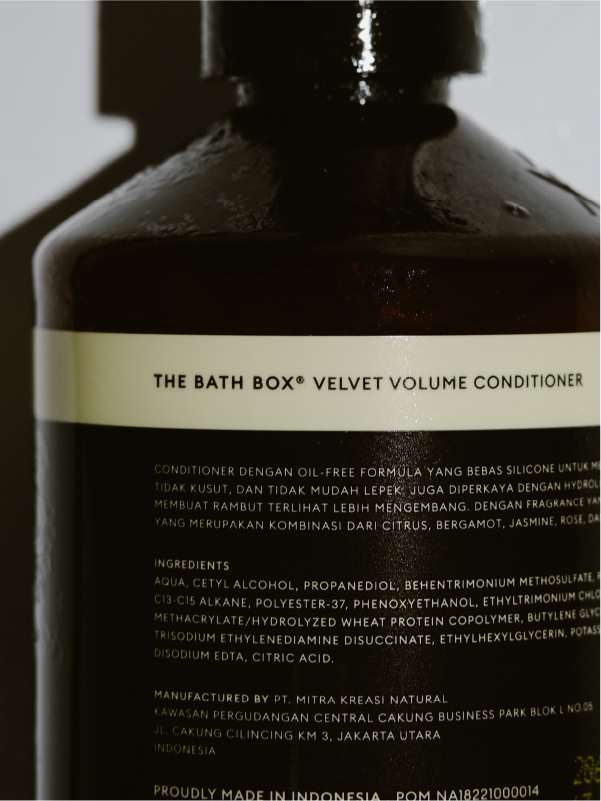 THE BATH BOX® VELVET VOLUME CONDITIONER
CONDITIONER DENGAN OIL-FREE FORMULA YANG BEBAS SILICONE UNTUK
TIDAK KUSUT, DAN TIDAK MUDAH LEPEK. JUGA DIPERKAYA DENGAN
MEMBUAT RAMBUT TERLIHAT LEBIH MENGEMBANG. DENGAN FRAGRANCE
YANG MERUPAKAN KOMBINASI DARI CITRUS, BERGAMOT, JASMINE, ROSE,
INGREDIENTS
AQUA, CETYL ALCOHOL, PROPANEDIOL, BEHENTRIMONIUM METHOSULFATE,
C13-C15 ALKANE, POLYESTER-37, PHENOXYETHANOL, ETHYLTRIMONIUM
METHACRYLATE/HYDROLYZED WHEAT PROTEIN COPOLYMER, BUTYLENE
TRISODIUM ETHYLENEDIAMINE DISUCCINATE, ETHYLHEXYLGLYCERIN,
DISODIUM EDTA, CITRIC ACID.
MANUFACTURED BY PT. MITRA KREASI NATURAL
KAWASAN PERGUDANGAN CENTRAL CAKUNG BUSINESS PARK BLOK L NO.05
JL. CAKUNG CILINCING KM 3, JAKARTA UTARA
INDONESIA
PROUDLY MADE IN INDONESIA POM NA18221000014